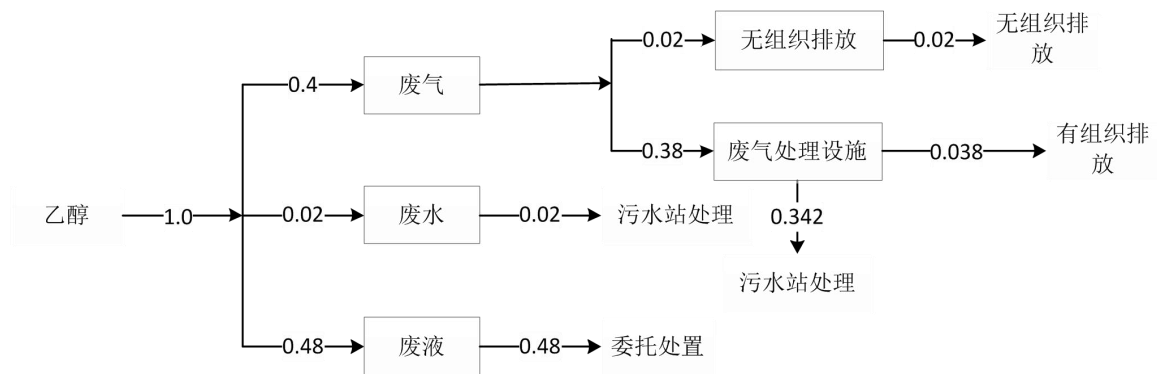 0.02
无组织排放
0.02
无组织排
放
0.4
废气
0.38
废气处理设施
0.038
有组织排
放
乙醇
1.0
0.02
废水
0.02
污水站处理
0.342
污水站处理
0.48
废液
0.48
委托处置